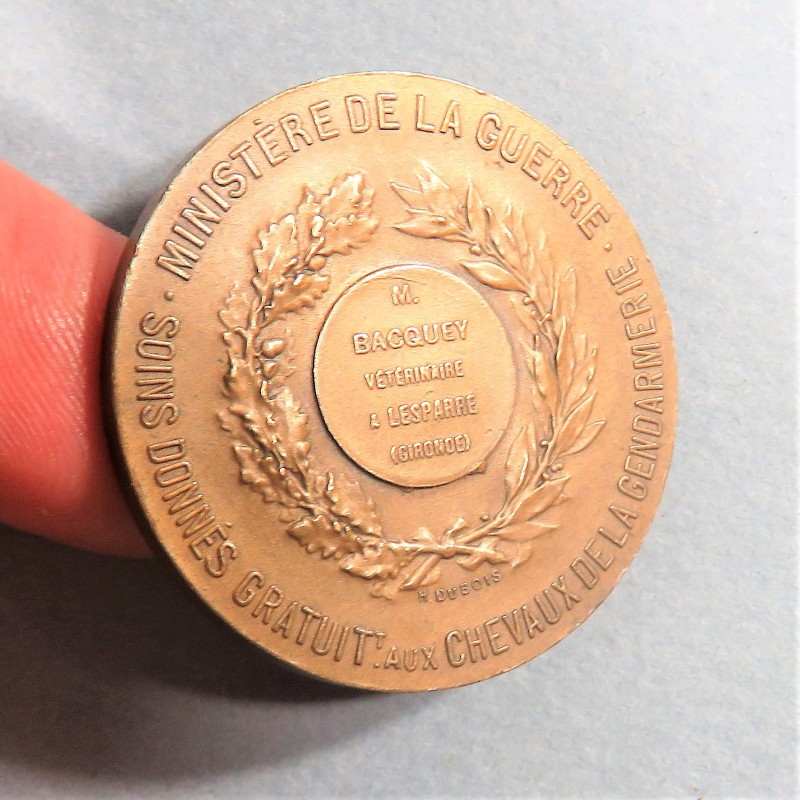 · MINISTÈRE DE LA GUERRE ·
SOINS DONNÉS GRATUITT. AUX CHEVAUX DE LA GENDARMERIE
M.
BACQUEY
VÉTÉRINAIRE
À LESPARRE
(GIRONDE)
H. DUBOIS